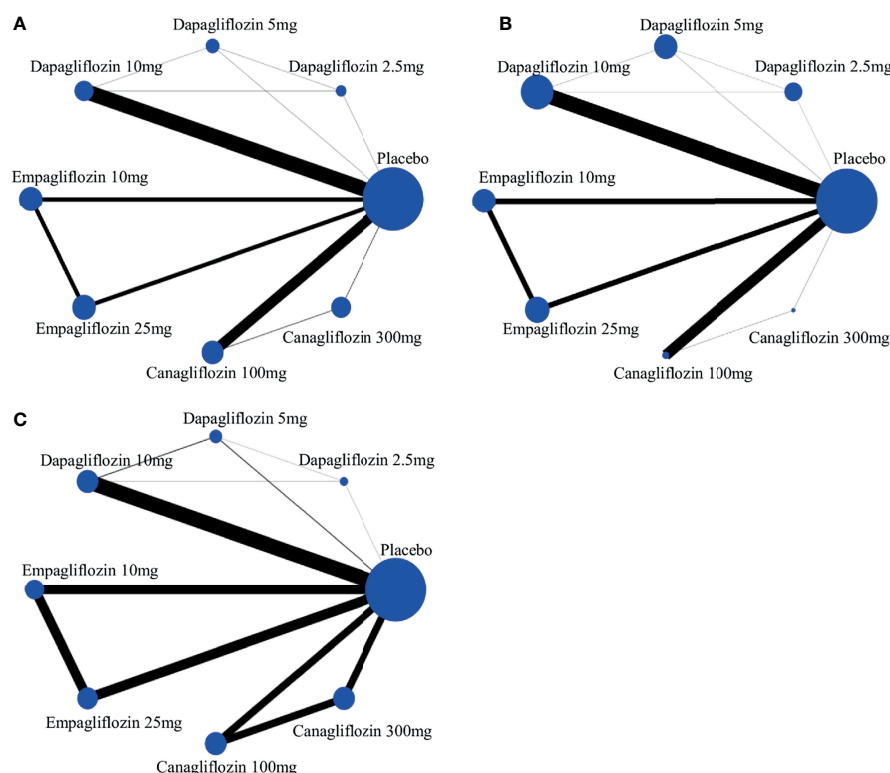 A
Dapagliflozin 5mg
Dapagliflozin 10mg
Dapagliflozin 2.5mg
Placebo
Empagliflozin 10mg
Empagliflozin 25mg
Canagliflozin 300mg
Canagliflozin 100mg
B
Dapagliflozin 5mg
Dapagliflozin 10mg
Dapagliflozin 2.5mg
Placebo
Empagliflozin 10mg
Empagliflozin 25mg
Canagliflozin 300mg
Canagliflozin 100mg
C
Dapagliflozin 5mg
Dapagliflozin 10mg
Dapagliflozin 2.5mg
Placebo
Empagliflozin 10mg
Empagliflozin 25mg
Canagliflozin 300mg
Canagliflozin 100mg